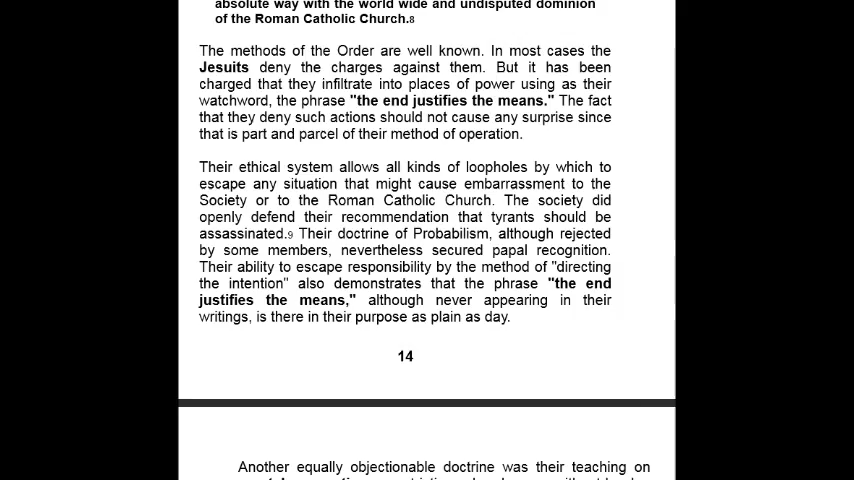 absolute way with the world wide and undisputed dominion
of the Roman Catholic Church.8
The methods of the Order are well known. In most cases the
Jesuits deny the charges against them. But it has been
charged that they infiltrate into places of power using as their
watchword, the phrase "the end justifies the means." The fact
that they deny such actions should not cause any surprise since
that is part and parcel of their method of operation.
Their ethical system allows all kinds of loopholes by which to
escape any situation that might cause embarrassment to the
Society or to the Roman Catholic Church. The society did
openly defend their recommendation that tyrants should be
assassinated.9 Their doctrine of Probabilism, although rejected
by some members, nevertheless secured papal recognition.
Their ability to escape responsibility by the method of "directing
the intention" also demonstrates that the phrase "the end
justifies the means," although never appearing in their
writings, is there in their purpose as plain as day.
14
Another equally objectionable doctrine was their teaching on